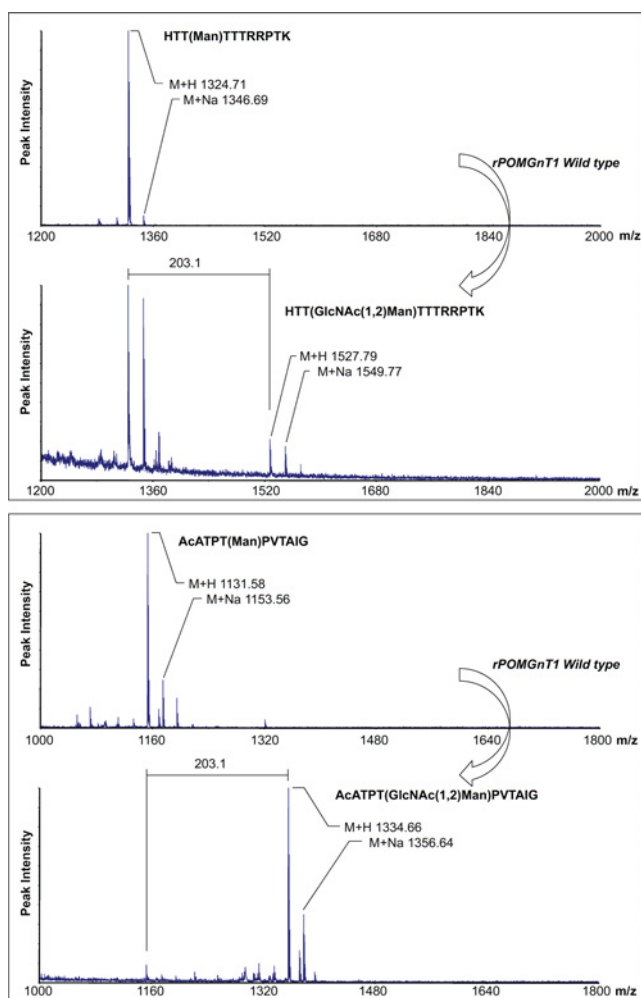 HTT(Man)TTTRRPTK
M+H 1324.71
M+Na 1346.69
Peak Intensity
rPOMGnT1 Wild type
1200 1360 1520 1680 1840 2000 m/z
203.1
HTT(GlcNAc(1,2)Man)TTTRRPTK
M+H 1527.79
M+Na 1549.77
Peak Intensity
1200 1360 1520 1680 1840 2000 m/z
AcATPT(Man)PVTAIG
M+H 1131.58
M+Na 1153.56
Peak Intensity
rPOMGnT1 Wild type
1000 1160 1320 1480 1640 1800 m/z
203.1
AcATPT(GlcNAc(1,2)Man)PVTAIG
M+H 1334.66
M+Na 1356.64
Peak Intensity
1000 1160 1320 1480 1640 1800 m/z